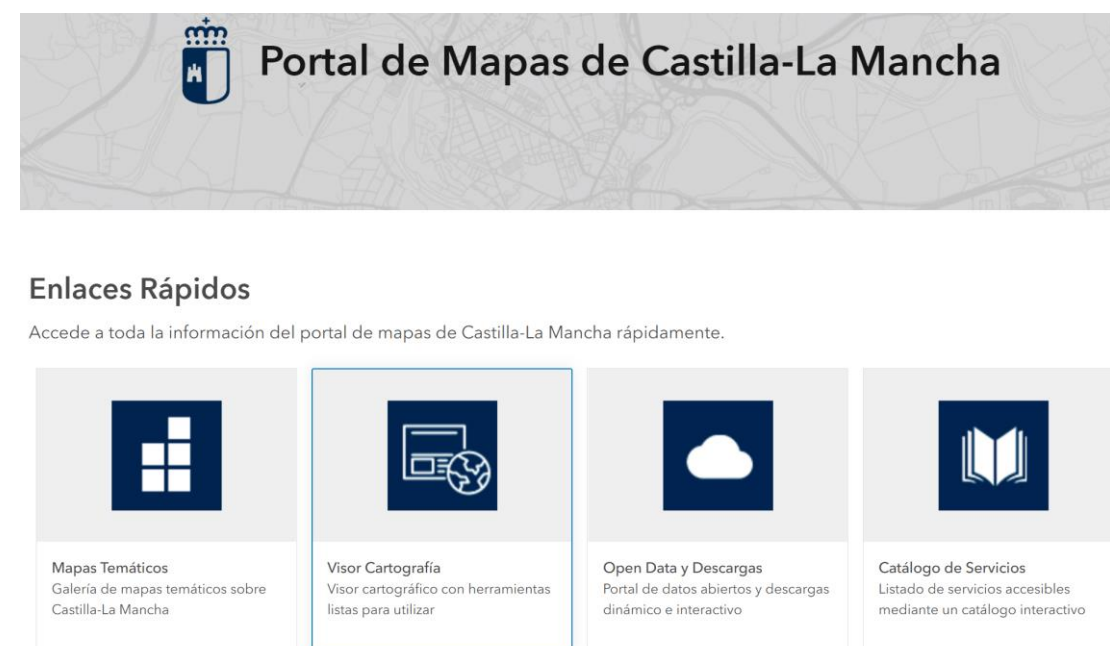 Portal de Mapas de Castilla-La Mancha
Enlaces Rápidos
Accede a toda la información del portal de mapas de Castilla-La Mancha rápidamente.
Mapas Temáticos
Galería de mapas temáticos sobre
Castilla-La Mancha
Visor Cartografía
Visor cartográfico con herramientas
listas para utilizar
Open Data y Descargas
Portal de datos abiertos y descargas
dinámico e interactivo
Catálogo de Servicios
Listado de servicios accesibles
mediante un catálogo interactivo